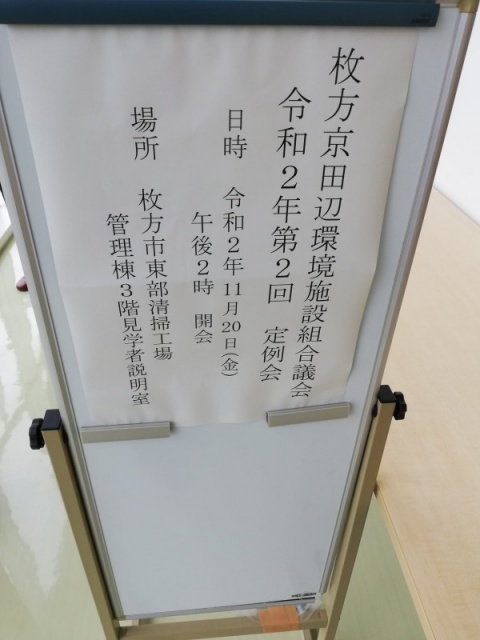 枚方京田辺環境施設組合議会
令和２年第２回　定例会
日時　令和２年11月20日(金)
午後２時　開会
場所　枚方市東部清掃工場
管理棟３階見学者説明室